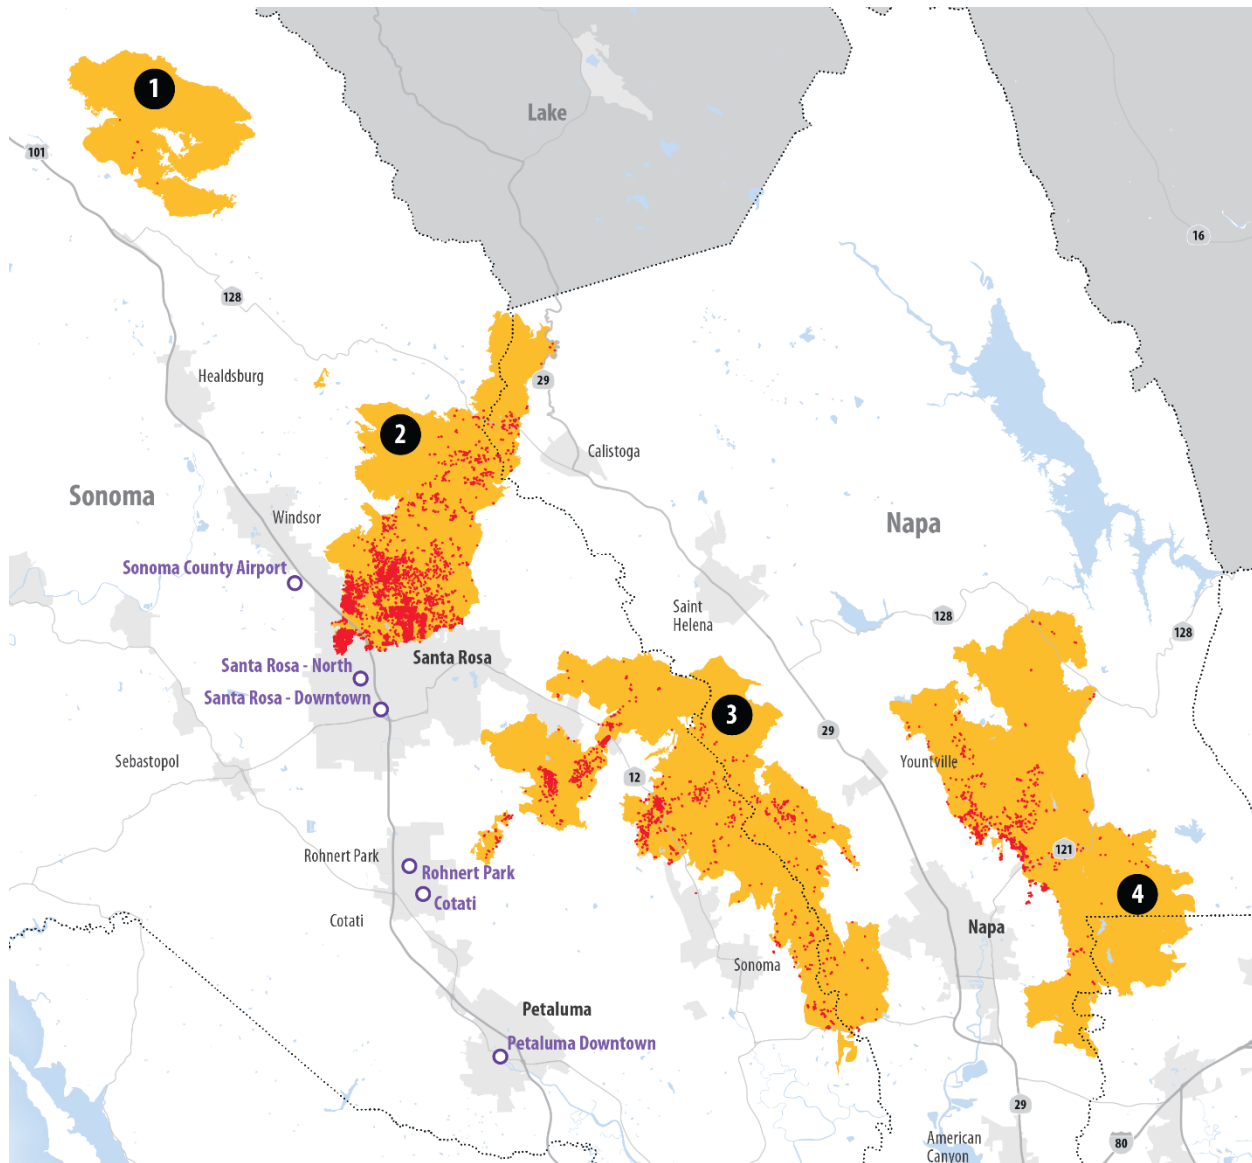 1
Lake
101
16
128
29
Healdsburg
2
Calistoga
Sonoma
Windsor
Napa
Sonoma County Airport
Saint
Helena
128
128
Santa Rosa
Santa Rosa - North
Santa Rosa - Downtown
3
29
Sebastopol
12
Yountville
121
Rohnert Park
Rohnert Park
4
Cotati
Cotati
Napa
Sonoma
Petaluma
Petaluma Downtown
29
American
Canyon
80